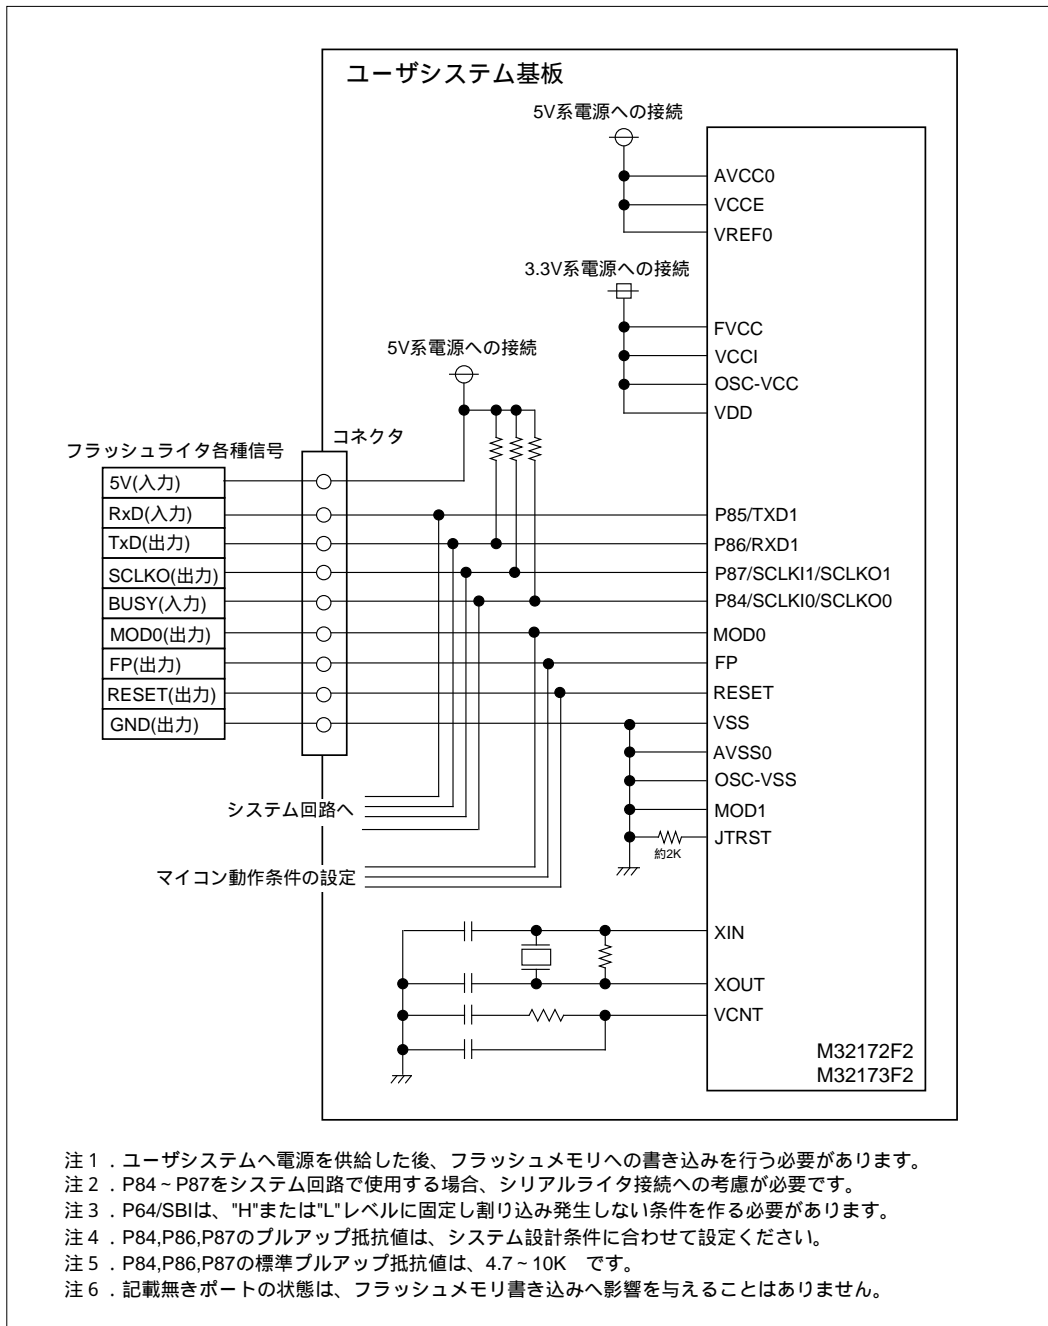 ユーザシステム基板
5V系電源への接続
AVCC0
VCCE
VREF0
3.3V系電源への接続
FVCC
VCCI
OSC-VCC
VDD
5V系電源への接続
コネクタ
フラッシュライタ各種信号
5V(入力)
RxD(入力)
TxD(出力)
SCLKO(出力)
BUSY(入力)
MOD0(出力)
FP(出力)
RESET(出力)
GND(出力)
P85/TXD1
P86/RXD1
P87/SCLKI1/SCLKO1
P84/SCLKI0/SCLKO0
MOD0
FP
RESET
VSS
AVSS0
OSC-VSS
MOD1
JTRST
約2K
システム回路へ
マイコン動作条件の設定
XIN
XOUT
VCNT
M32172F2
M32173F2
注１．ユーザシステムへ電源を供給した後、フラッシュメモリへの書き込みを行う必要があります。
注２．P84～P87をシステム回路で使用する場合、シリアルライタ接続への考慮が必要です。
注３．P64/SBIは、"H"または"L"レベルに固定し割り込み発生しない条件を作る必要があります。
注４．P84,P86,P87のプルアップ抵抗値は、システム設計条件に合わせて設定ください。
注５．P84,P86,P87の標準プルアップ抵抗値は、4.7～10K　です。
注６．記載無きポートの状態は、フラッシュメモリ書き込みへ影響を与えることはありません。